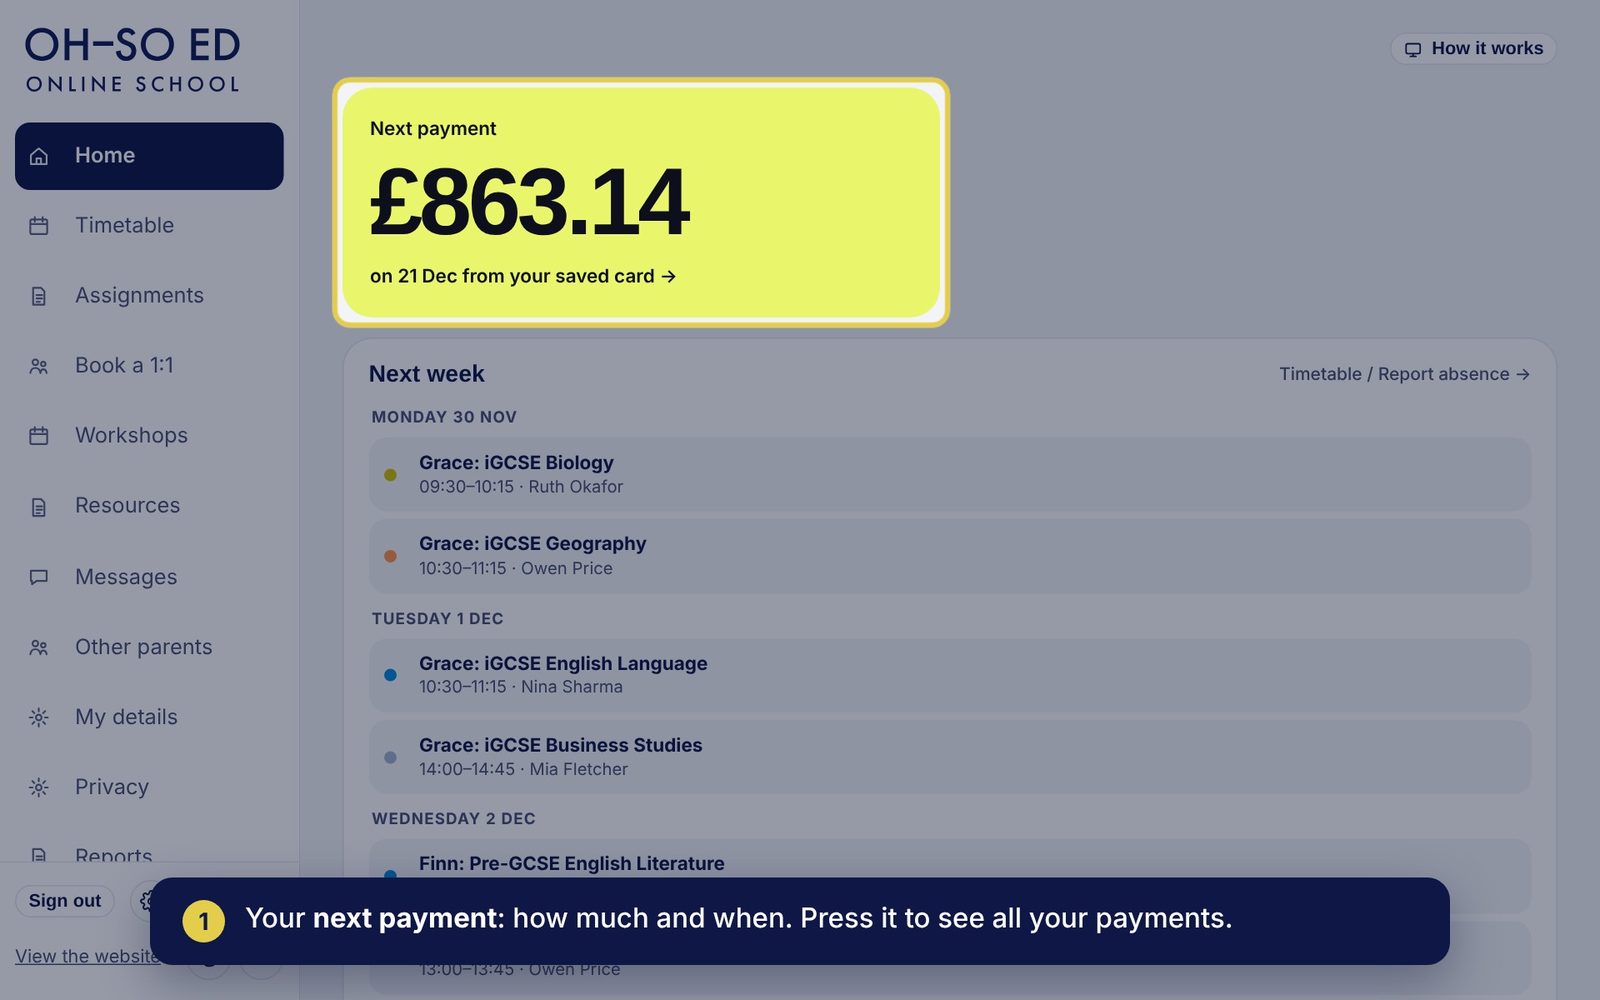 OH-SO ED
ONLINE SCHOOL
Home
Timetable
Assignments
Book a 1:1
Workshops
Resources
Messages
Other parents
My details
Privacy
Reports
Sign out
View the website
How it works
Next payment
£863.14
on 21 Dec from your saved card →
Next week
Timetable / Report absence →
MONDAY 30 NOV
Grace: iGCSE Biology
09:30–10:15 · Ruth Okafor
Grace: iGCSE Geography
10:30–11:15 · Owen Price
TUESDAY 1 DEC
Grace: iGCSE English Language
10:30–11:15 · Nina Sharma
Grace: iGCSE Business Studies
14:00–14:45 · Mia Fletcher
WEDNESDAY 2 DEC
Finn: Pre-GCSE English Literature
1 Your next payment: how much and when. Press it to see all your payments.
13:00–13:45 · Owen Price